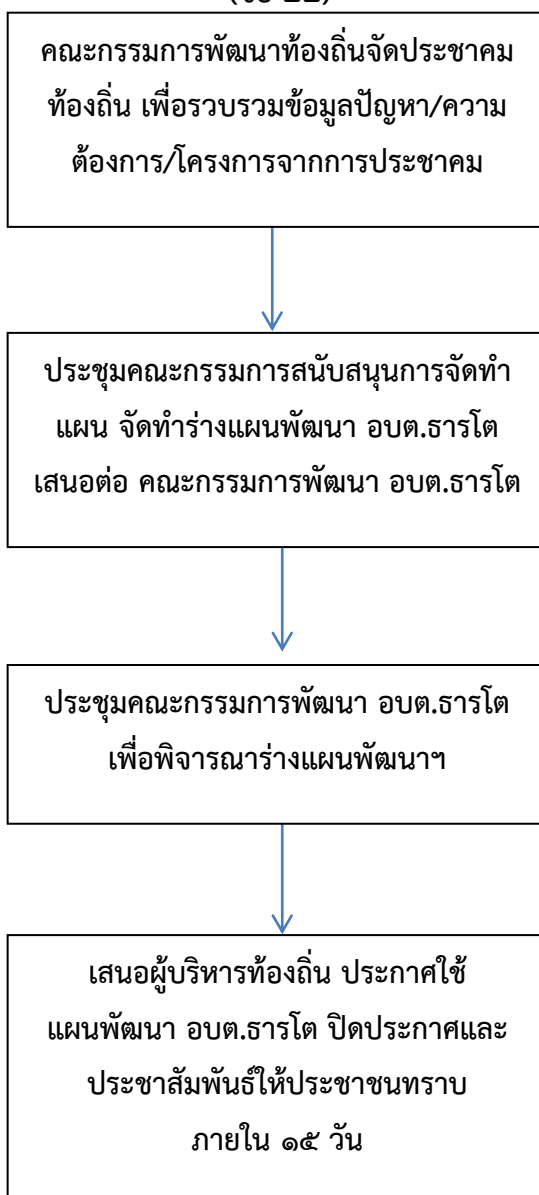 คณะกรรมการพัฒนาท้องถิ่นจัดประชาคม
ท้องถิ่น เพื่อรวบรวมข้อมูลปัญหา/ความ
ต้องการ/โครงการจากการประชาคม
ประชุมคณะกรรมการสนับสนุนการจัดทำ
แผน จัดทำร่างแผนพัฒนา อบต.ธารโต
เสนอต่อ คณะกรรมการพัฒนา อบต.ธารโต
ประชุมคณะกรรมการพัฒนา อบต.ธารโต
เพื่อพิจารณาร่างแผนพัฒนาฯ
เสนอผู้บริหารท้องถิ่น ประกาศใช้
แผนพัฒนา อบต.ธารโต ปิดประกาศและ
ประชาสัมพันธ์ให้ประชาชนทราบ
ภายใน ๑๕ วัน